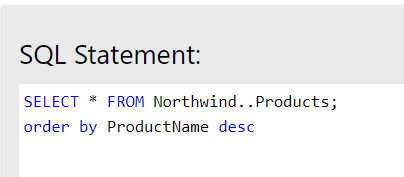 SQL Statement:
SELECT * FROM Northwind..Products;
order by ProductName desc